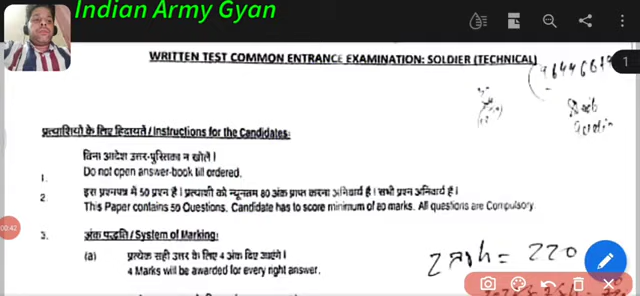 Indian Army Gyan
1
WRITTEN TEST COMMON ENTRANCE EXAMINATION: SOLDIER (TECHNICAL)
प्रत्याशियो के लिए हिदायतें / Instructions for the Candidates:
1. बिना आदेश उत्तर-पुस्तिका न खोलें।
Do not open answer-book till ordered.
2. इस प्रश्नपत्र में 50 प्रश्न है। प्रत्याशी को न्यूनतम 80 अंक प्राप्त करना अनिवार्य है। सभी प्रश्न अनिवार्य है।
This Paper contains 50 Questions. Candidate has to score minimum of 80 marks. All questions are Compulsory.
00:42
3. अंक पद्धति / System of Marking:
(a) प्रत्येक सही उत्तर के लिए 4 अंक दिए जाएंगे।
4 Marks will be awarded for every right answer.
= 220